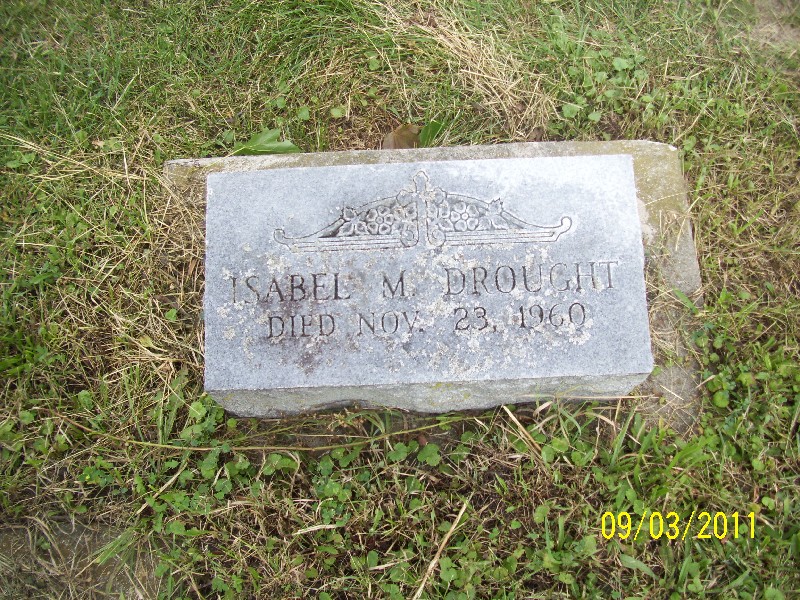 ISABEL M. DROUGHT
DIED NOV. 23, 1960
09/03/2011